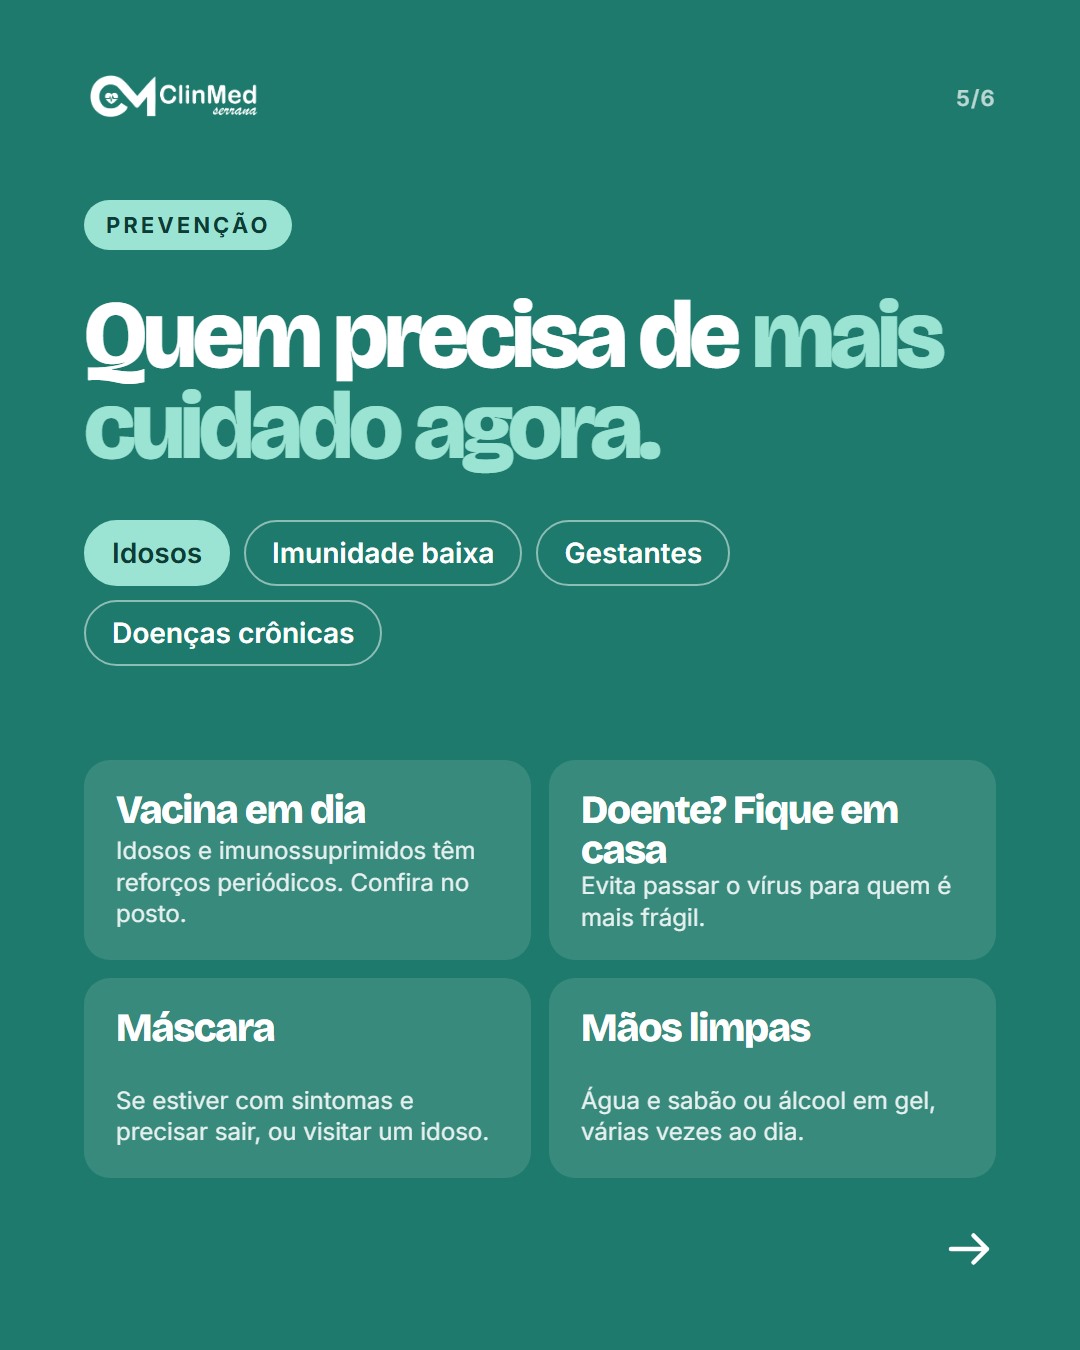 ClinMed
serrana
5/6
PREVENÇÃO
Quem precisa de mais
cuidado agora.
Idosos
Imunidade baixa
Gestantes
Doenças crônicas
Vacina em dia
Idosos e imunossuprimidos têm
reforços periódicos. Confira no
posto.
Doente? Fique em
casa
Evita passar o vírus para quem é
mais frágil.
Máscara
Se estiver com sintomas e
precisar sair, ou visitar um idoso.
Mãos limpas
Água e sabão ou álcool em gel,
várias vezes ao dia.